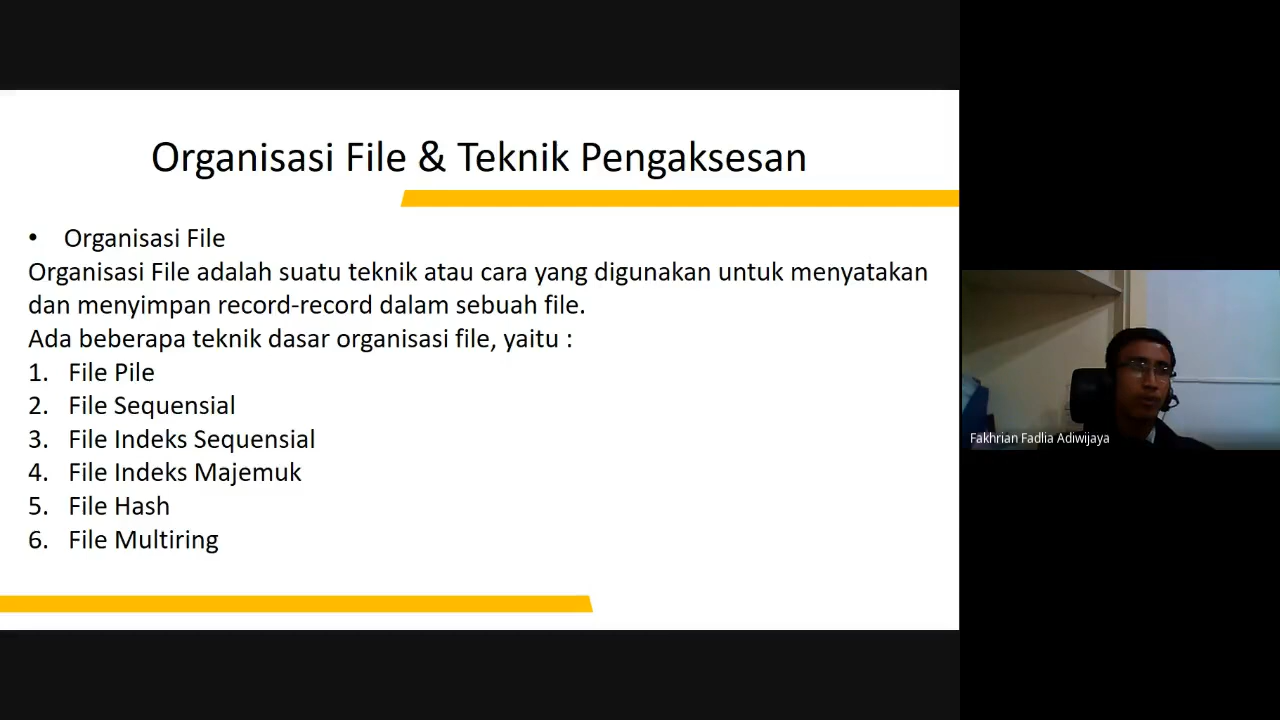 Organisasi File & Teknik Pengaksesan
• Organisasi File
Organisasi File adalah suatu teknik atau cara yang digunakan untuk menyatakan
dan menyimpan record-record dalam sebuah file.
Ada beberapa teknik dasar organisasi file, yaitu :
1. File Pile
2. File Sequensial
3. File Indeks Sequensial
4. File Indeks Majemuk
5. File Hash
6. File Multiring
Fakhrian Fadlia Adiwijaya